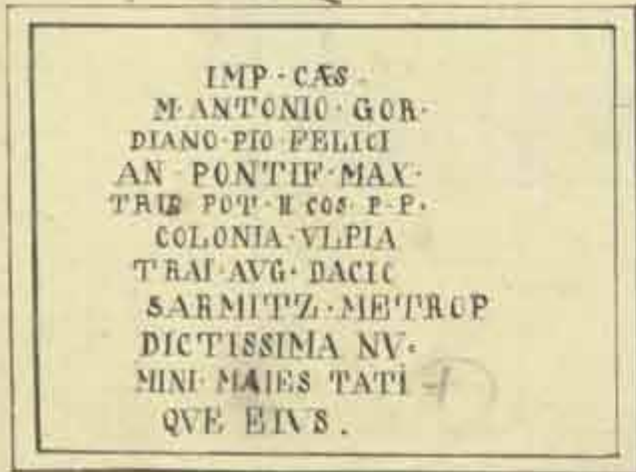 IMP · CÆS ·
M · ANTONIO · GOR ·
DIANO · PIO FELICI
AN PONTIF · MAX ·
TRIB POT · II COS · P · P ·
COLONIA · VLPIA
TRAI · AVG · DACIC
SARMITZ · METROP
DICTISSIMA NV ·
MINI · MAIES TATI
QVE EIVS .